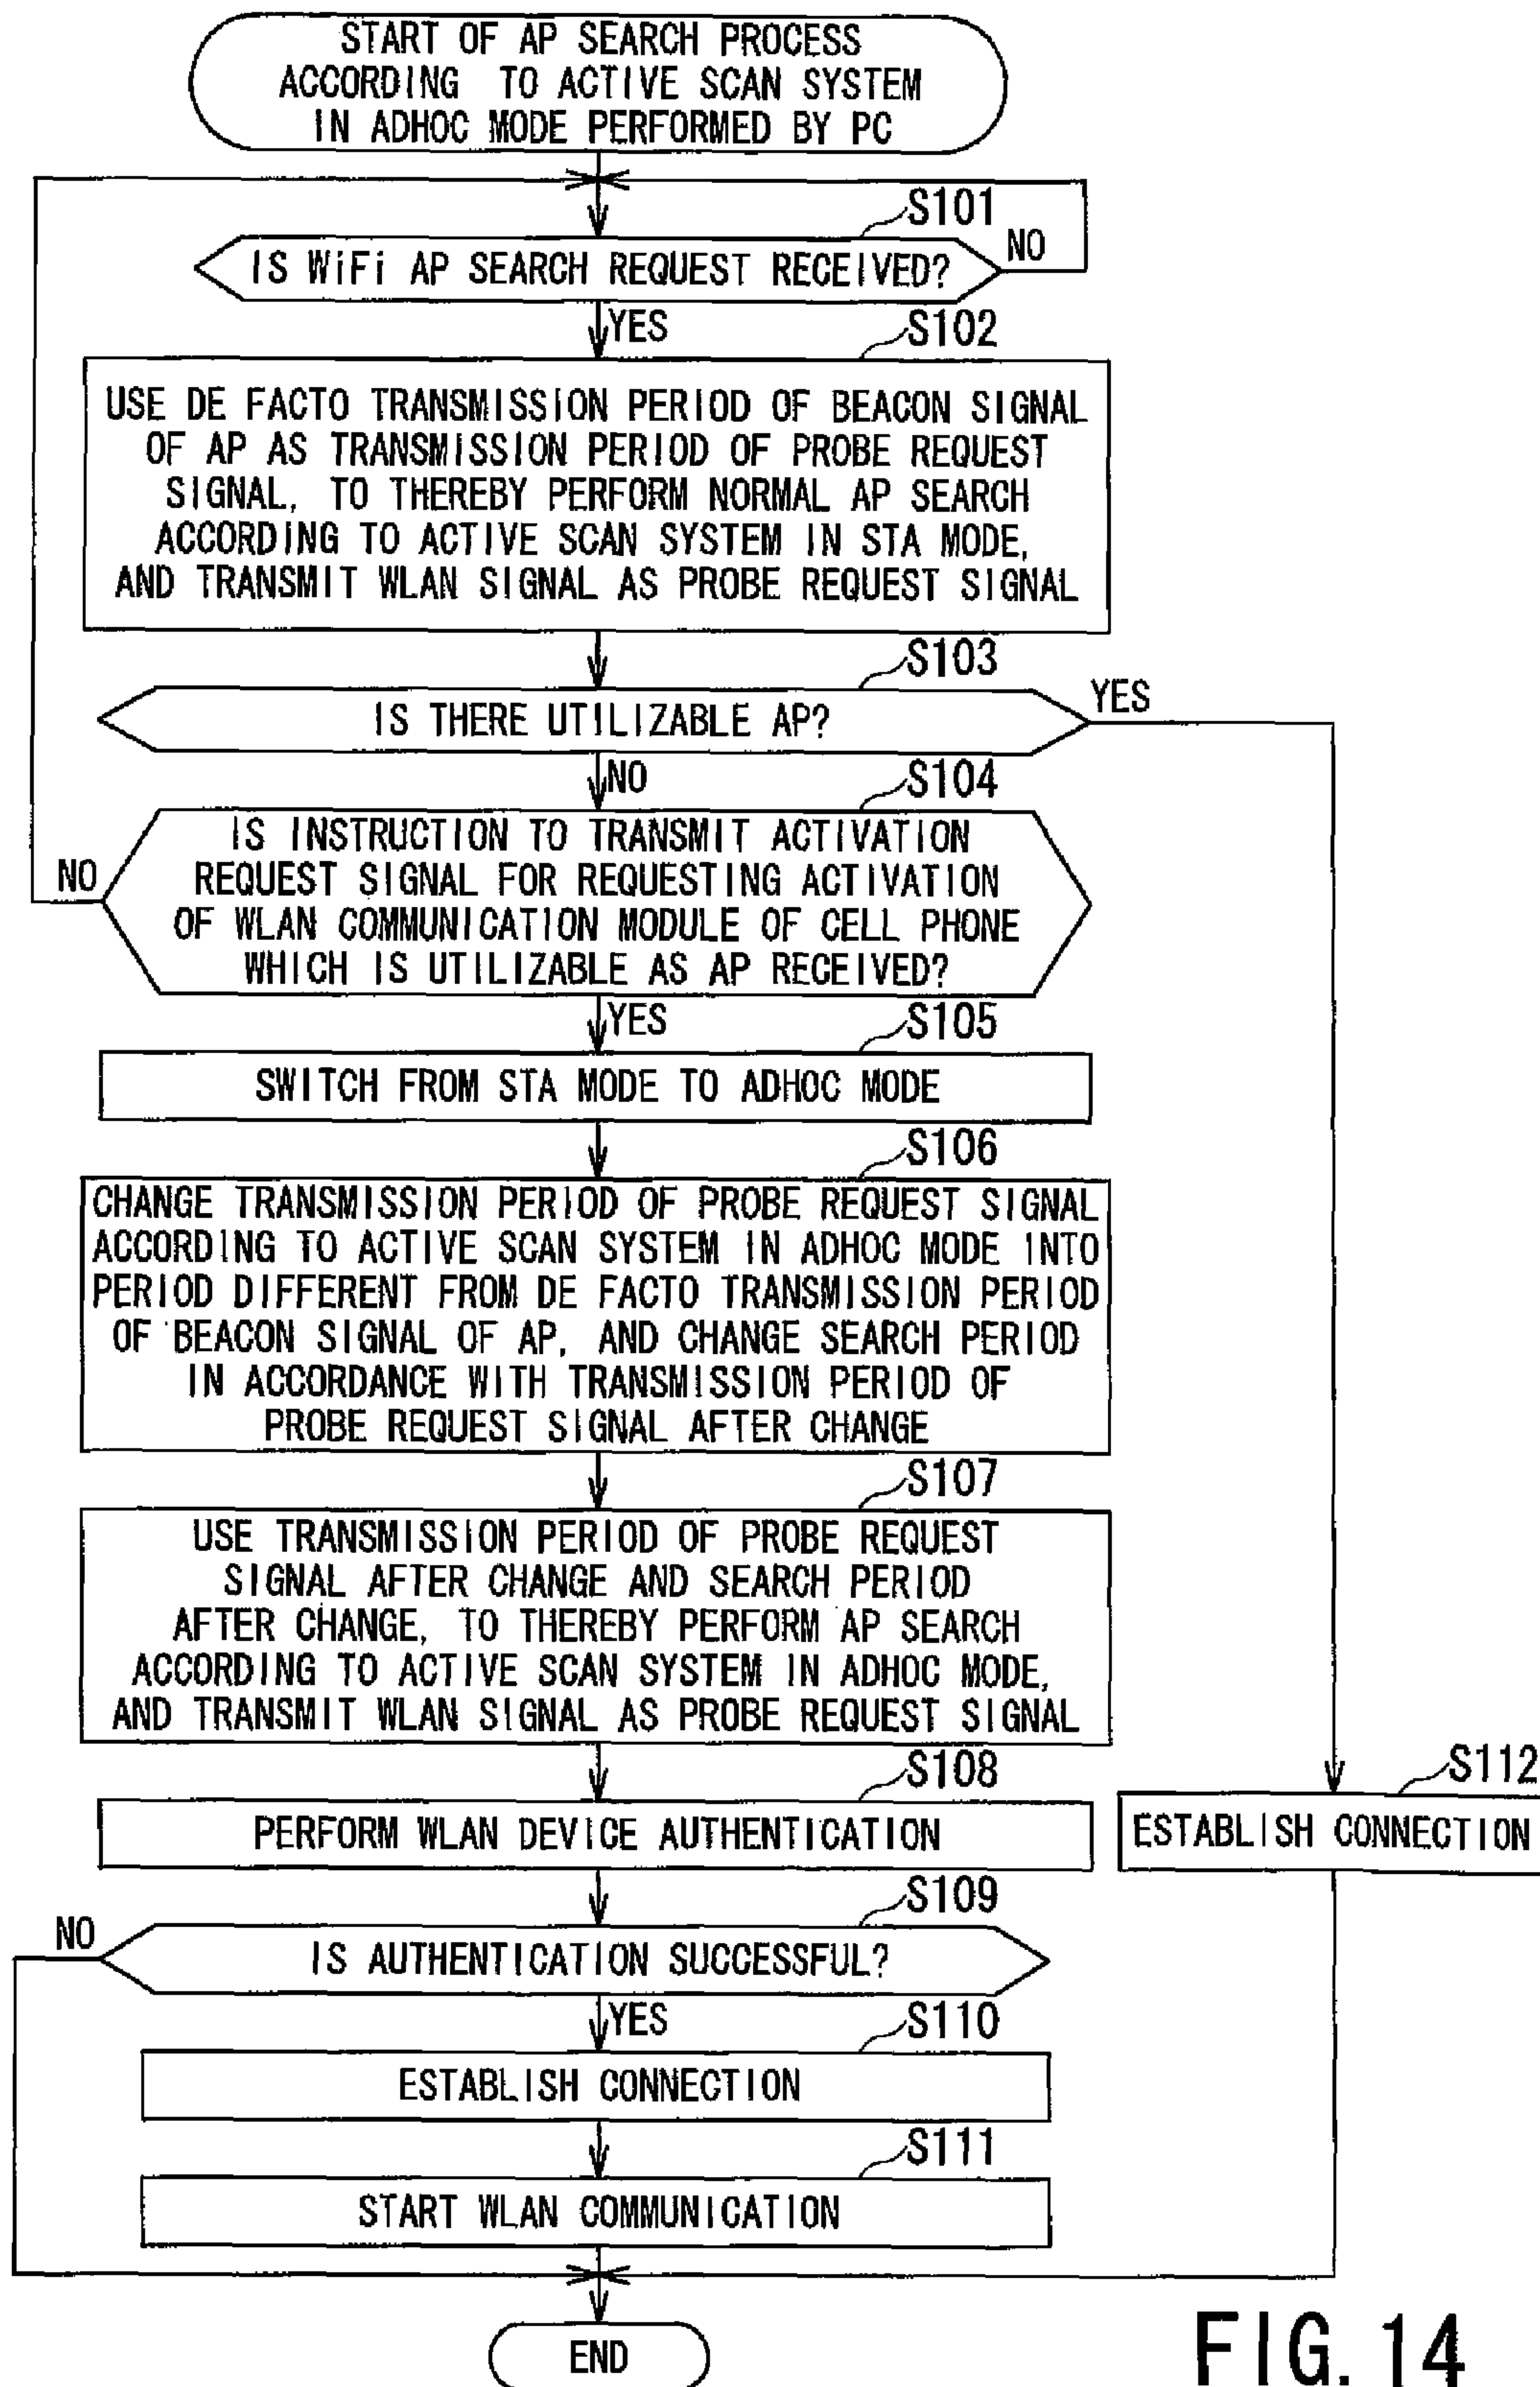 START OF AP SEARCH PROCESS
ACCORDING TO ACTIVE SCAN SYSTEM
IN ADHOC MODE PERFORMED BY PC
S101
IS WiFi AP SEARCH REQUEST RECEIVED?
NO
YES
S102
USE DE FACTO TRANSMISSION PERIOD OF BEACON SIGNAL
OF AP AS TRANSMISSION PERIOD OF PROBE REQUEST
SIGNAL, TO THEREBY PERFORM NORMAL AP SEARCH
ACCORDING TO ACTIVE SCAN SYSTEM IN STA MODE,
AND TRANSMIT WLAN SIGNAL AS PROBE REQUEST SIGNAL
S103
IS THERE UTILIZABLE AP?
YES
NO
S104
IS INSTRUCTION TO TRANSMIT ACTIVATION
REQUEST SIGNAL FOR REQUESTING ACTIVATION
OF WLAN COMMUNICATION MODULE OF CELL PHONE
WHICH IS UTILIZABLE AS AP RECEIVED?
NO
YES
S105
SWITCH FROM STA MODE TO ADHOC MODE
S106
CHANGE TRANSMISSION PERIOD OF PROBE REQUEST SIGNAL
ACCORDING TO ACTIVE SCAN SYSTEM IN ADHOC MODE INTO
PERIOD DIFFERENT FROM DE FACTO TRANSMISSION PERIOD
OF BEACON SIGNAL OF AP, AND CHANGE SEARCH PERIOD
IN ACCORDANCE WITH TRANSMISSION PERIOD OF
PROBE REQUEST SIGNAL AFTER CHANGE
S107
USE TRANSMISSION PERIOD OF PROBE REQUEST
SIGNAL AFTER CHANGE AND SEARCH PERIOD
AFTER CHANGE, TO THEREBY PERFORM AP SEARCH
ACCORDING TO ACTIVE SCAN SYSTEM IN ADHOC MODE,
AND TRANSMIT WLAN SIGNAL AS PROBE REQUEST SIGNAL
S108
PERFORM WLAN DEVICE AUTHENTICATION
S112
ESTABLISH CONNECTION
S109
IS AUTHENTICATION SUCCESSFUL?
NO
YES
S110
ESTABLISH CONNECTION
S111
START WLAN COMMUNICATION
END
FIG. 14